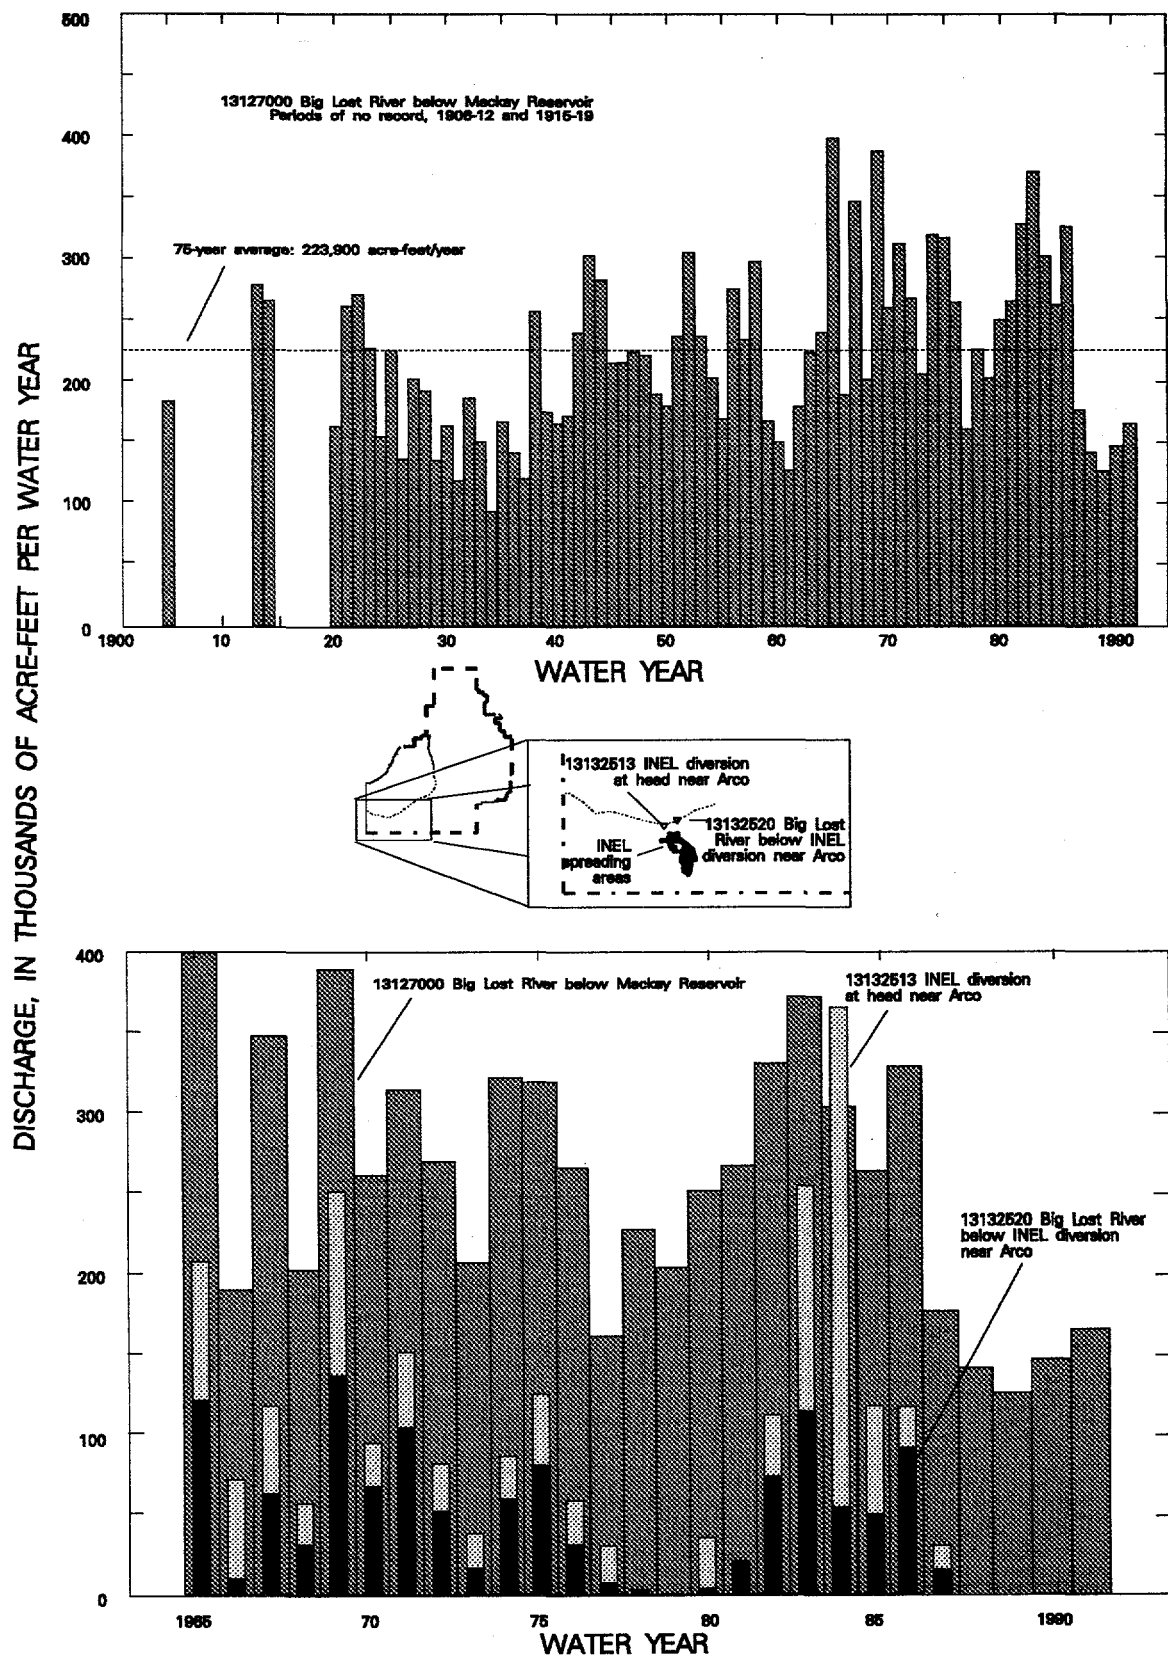 DISCHARGE, IN THOUSANDS OF ACRE-FEET PER WATER YEAR
500
400
300
200
100
0
13127000 Big Lost River below Mackay Reservoir
Periods of no record, 1906-12 and 1915-19
75-year average: 223,900 acre-feet/year
1900 10 20 30 40 50 60 70 80 1990
WATER YEAR
13132513 INEL diversion
at head near Arco
13132520 Big Lost
River below INEL
diversion near Arco
INEL
spreading
areas
400
300
200
100
0
13127000 Big Lost River below Mackay Reservoir
13132513 INEL diversion
at head near Arco
13132520 Big Lost River
below INEL diversion
near Arco
1965 70 75 80 85 1990
WATER YEAR